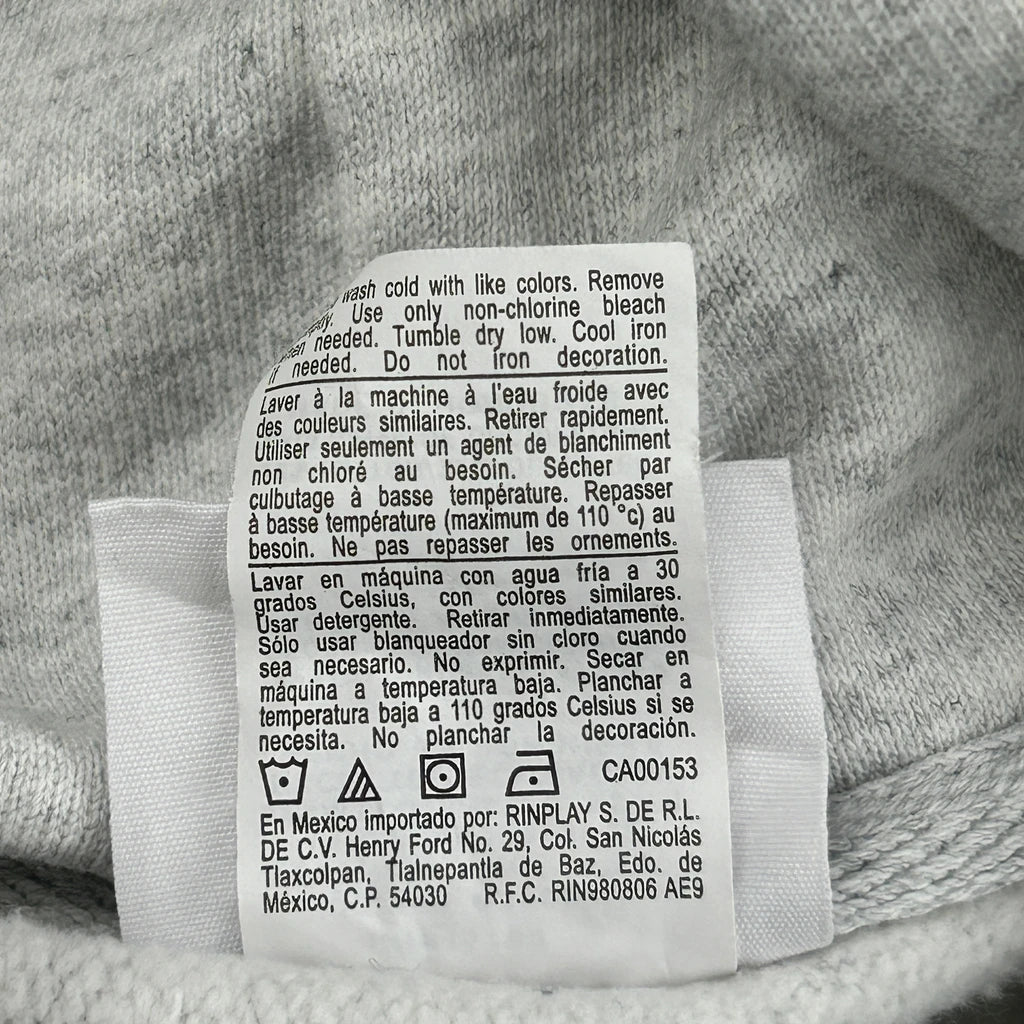 wash cold with like colors. Remove
Use only non-chlorine bleach
needed. Tumble dry low. Cool iron
if needed. Do not iron decoration.
Laver à la machine à l'eau froide avec
des couleurs similaires. Retirer rapidement.
Utiliser seulement un agent de blanchiment
non chloré au besoin. Sécher par
culbutage à basse température. Repasser
à basse température (maximum de 110 °c) au
besoin. Ne pas repasser les ornements.
Lavar en máquina con agua fría a 30
grados Celsius, con colores similares.
Usar detergente. Retirar inmediatamente.
Sólo usar blanqueador sin cloro cuando
sea necesario. No exprimir. Secar en
máquina a temperatura baja. Planchar a
temperatura baja a 110 grados Celsius si se
necesita. No planchar la decoración.
CA00153
En Mexico importado por: RINPLAY S. DE R.L.
DE C.V. Henry Ford No. 29, Col. San Nicolás
Tlaxcolpan, Tlalnepantla de Baz, Edo. de
México, C.P. 54030 R.F.C. RIN980806 AE9